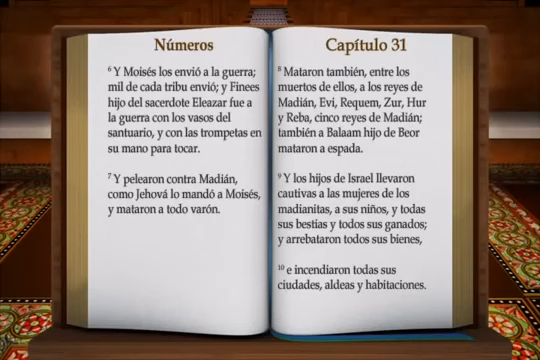 Números
⁶ Y Moisés los envió a la guerra;
mil de cada tribu envió; y Finees
hijo del sacerdote Eleazar fue a
la guerra con los vasos del
santuario, y con las trompetas en
su mano para tocar.
⁷ Y pelearon contra Madián,
como Jehová lo mandó a Moisés,
y mataron a todo varón.
Capítulo 31
⁸ Mataron también, entre los
muertos de ellos, a los reyes de
Madián, Evi, Requem, Zur, Hur
y Reba, cinco reyes de Madián;
también a Balaam hijo de Beor
mataron a espada.
⁹ Y los hijos de Israel llevaron
cautivas a las mujeres de los
madianitas, a sus niños, y todas
sus bestias y todos sus ganados;
y arrebataron todos sus bienes,
¹⁰ e incendiaron todas sus
ciudades, aldeas y habitaciones.